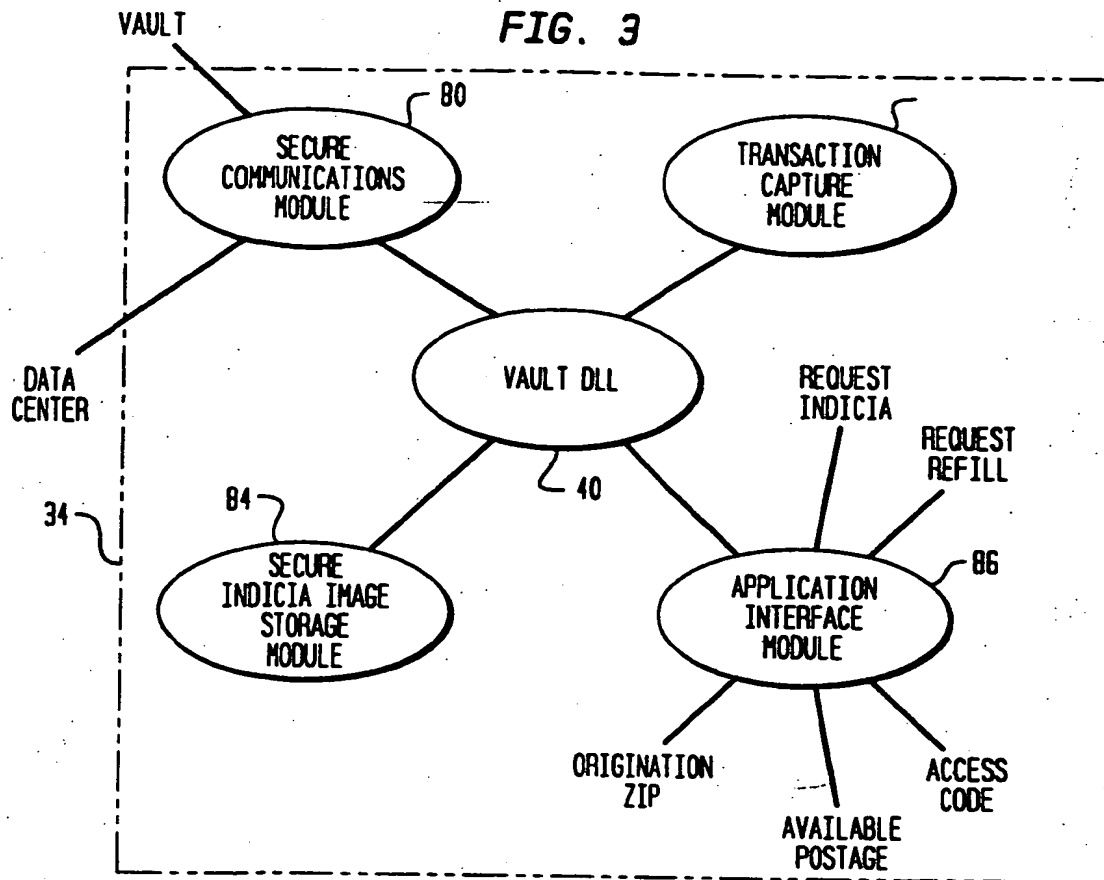 FIG. 3
VAULT
80
SECURE
COMMUNICATIONS
MODULE
TRANSACTION
CAPTURE
MODULE
DATA
CENTER
VAULT DLL
40
REQUEST
INDICIA
REQUEST
REFILL
34
84
SECURE
INDICIA IMAGE
STORAGE
MODULE
86
APPLICATION
INTERFACE
MODULE
ORIGINATION
ZIP
AVAILABLE
POSTAGE
ACCESS
CODE